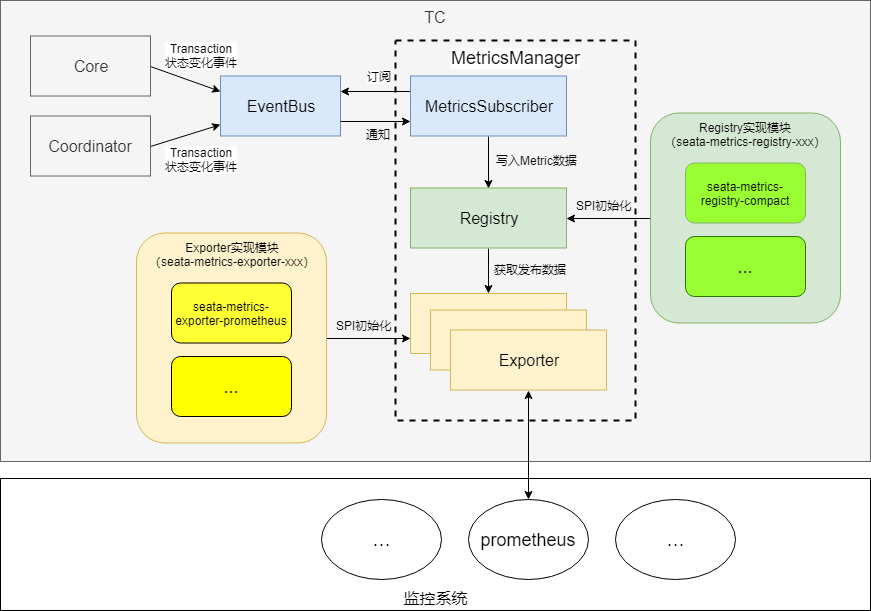 TC
Core
Transaction
状态变化事件
MetricsManager
EventBus
订阅
通知
MetricsSubscriber
Coordinator
Transaction
状态变化事件
写入Metric数据
Registry实现模块
(seata-metrics-registry-xxx)
seata-metrics-
registry-compact
...
SPI初始化
Registry
获取发布数据
Exporter实现模块
(seata-metrics-exporter-xxx)
seata-metrics-
exporter-prometheus
...
SPI初始化
Exporter
...
prometheus
...
监控系统